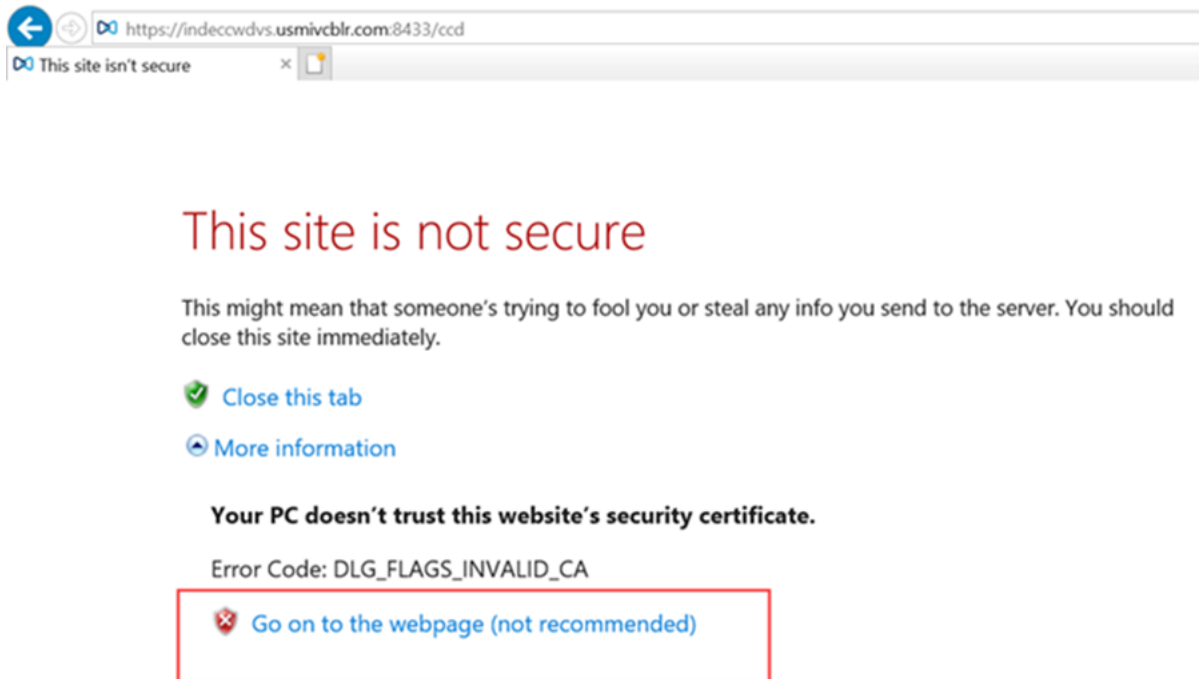 https://indeccwdvs.usmivcblr.com:8433/ccd
This site isn't secure
This site is not secure
This might mean that someone's trying to fool you or steal any info you send to the server. You should
close this site immediately.
Close this tab
More information
Your PC doesn't trust this website's security certificate.
Error Code: DLG_FLAGS_INVALID_CA
Go on to the webpage (not recommended)